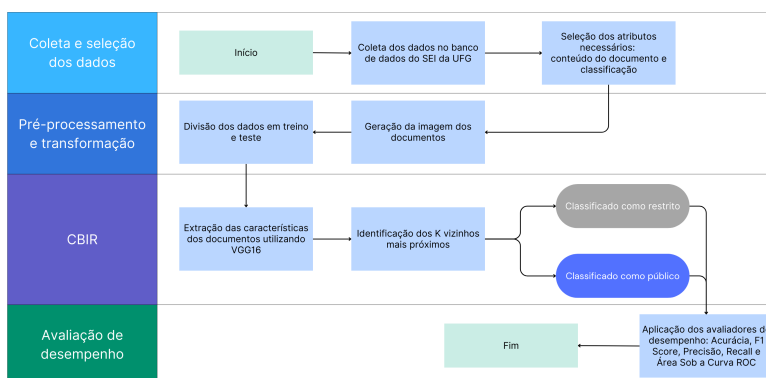 Coleta e seleção
dos dados
Início
Coleta dos dados no banco
de dados do SEI da UFG
Seleção dos atributos
necessários:
conteúdo do documento e
classificação
Pré-processamento
e transformação
Divisão dos dados em treino
e teste
Geração da imagem dos
documentos
CBIR
Extração das características
dos documentos utilizando
VGG16
Identificação dos K vizinhos
mais próximos
Classificado como restrito
Classificado como público
Avaliação de
desempenho
Fim
Aplicação dos avaliadores de
desempenho: Acurácia, F1
Score, Precisão, Recall e
Área Sob a Curva ROC